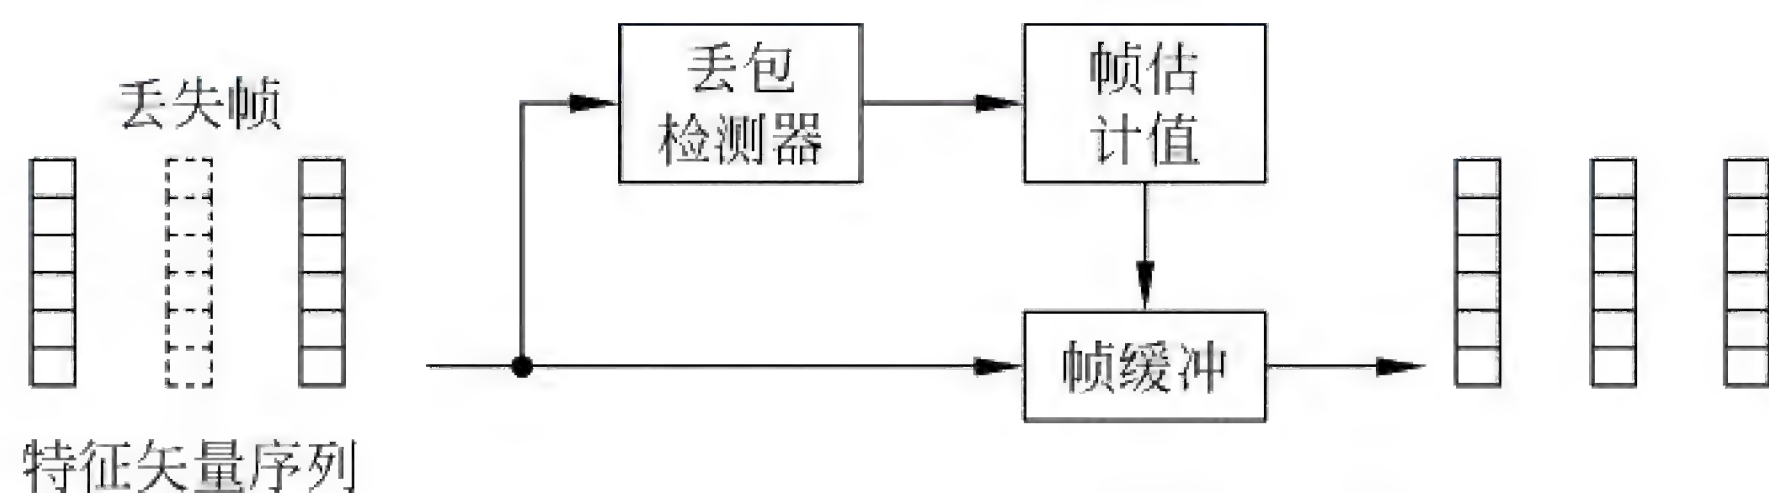 丢失帧
特征矢量序列
丢包
检测器
帧估
计值
帧缓冲